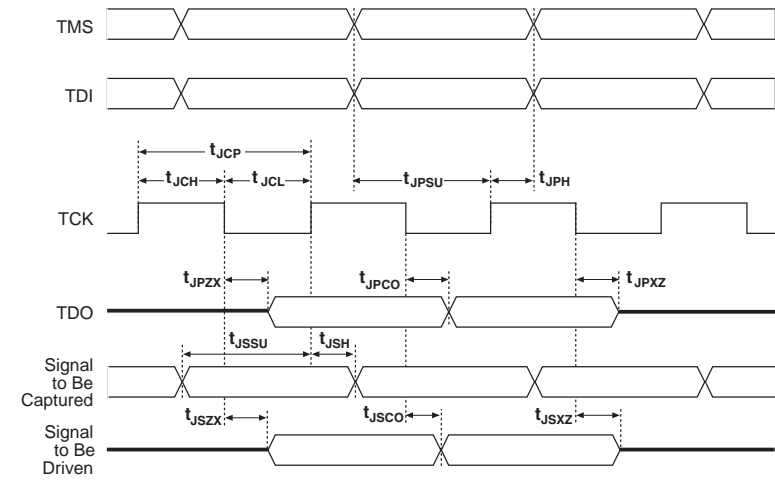 TMS
TDI
tJCP
tJCH
tJCL
tJPSU
tJPH
TCK
tJPZX
tJPCO
tJPXZ
TDO
tJSSU
tJSH
Signal
to Be
Captured
tJSZX
tJSCO
tJSXZ
Signal
to Be
Driven